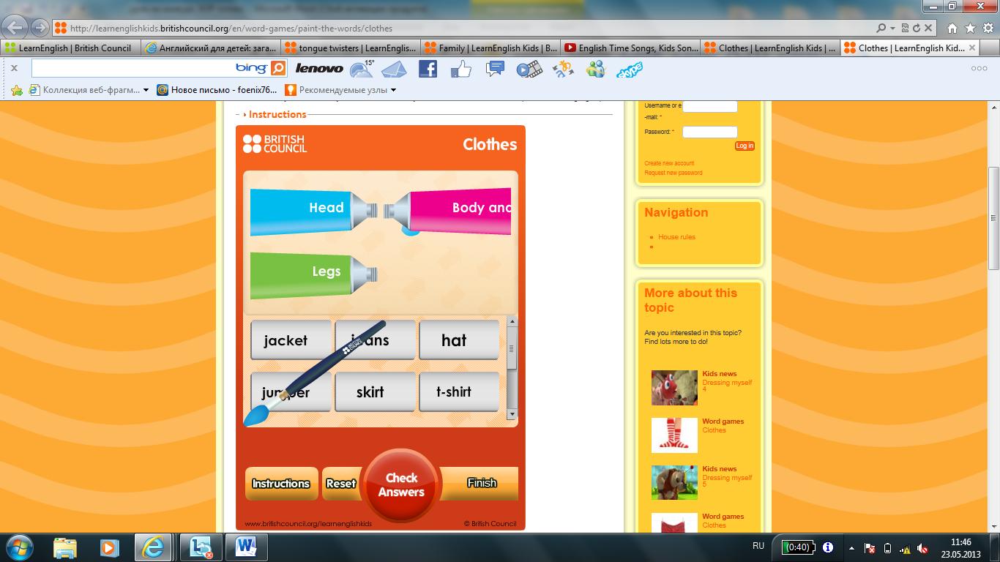 http://learnenglishkids.britishcouncil.org/en/word-games/paint-the-words/clothes
LearnEnglish | British Council
Английский для детей: зага...
tongue twisters | LearnEnglis...
Family | LearnEnglish Kids | B...
English Time Songs, Kids Son...
Clothes | LearnEnglish Kids | ...
Clothes | LearnEnglish Kid...
bing
lenovo
15°
skype
Коллекция веб-фрагм...
Новое письмо - foenix76...
Рекомендуемые узлы
Instructions
BRITISH
COUNCIL
Clothes
Head
Body and
Legs
jacket
hat
skirt
t-shirt
BRITISH
COUNCIL
Instructions
Reset
Check
Answers
Finish
www.britishcouncil.org/learnenglishkids
© British Council
Username or e
-mail: *
Password: *
Log in
Create new account
Request new password
Navigation
House rules
More about this
topic
Are you interested in this topic?
Find lots more to do!
Kids news
Dressing myself
4
Word games
Clothes
Kids news
Dressing myself
5
Word games
Clothes
RU
(0:40)
11:46
23.05.2013